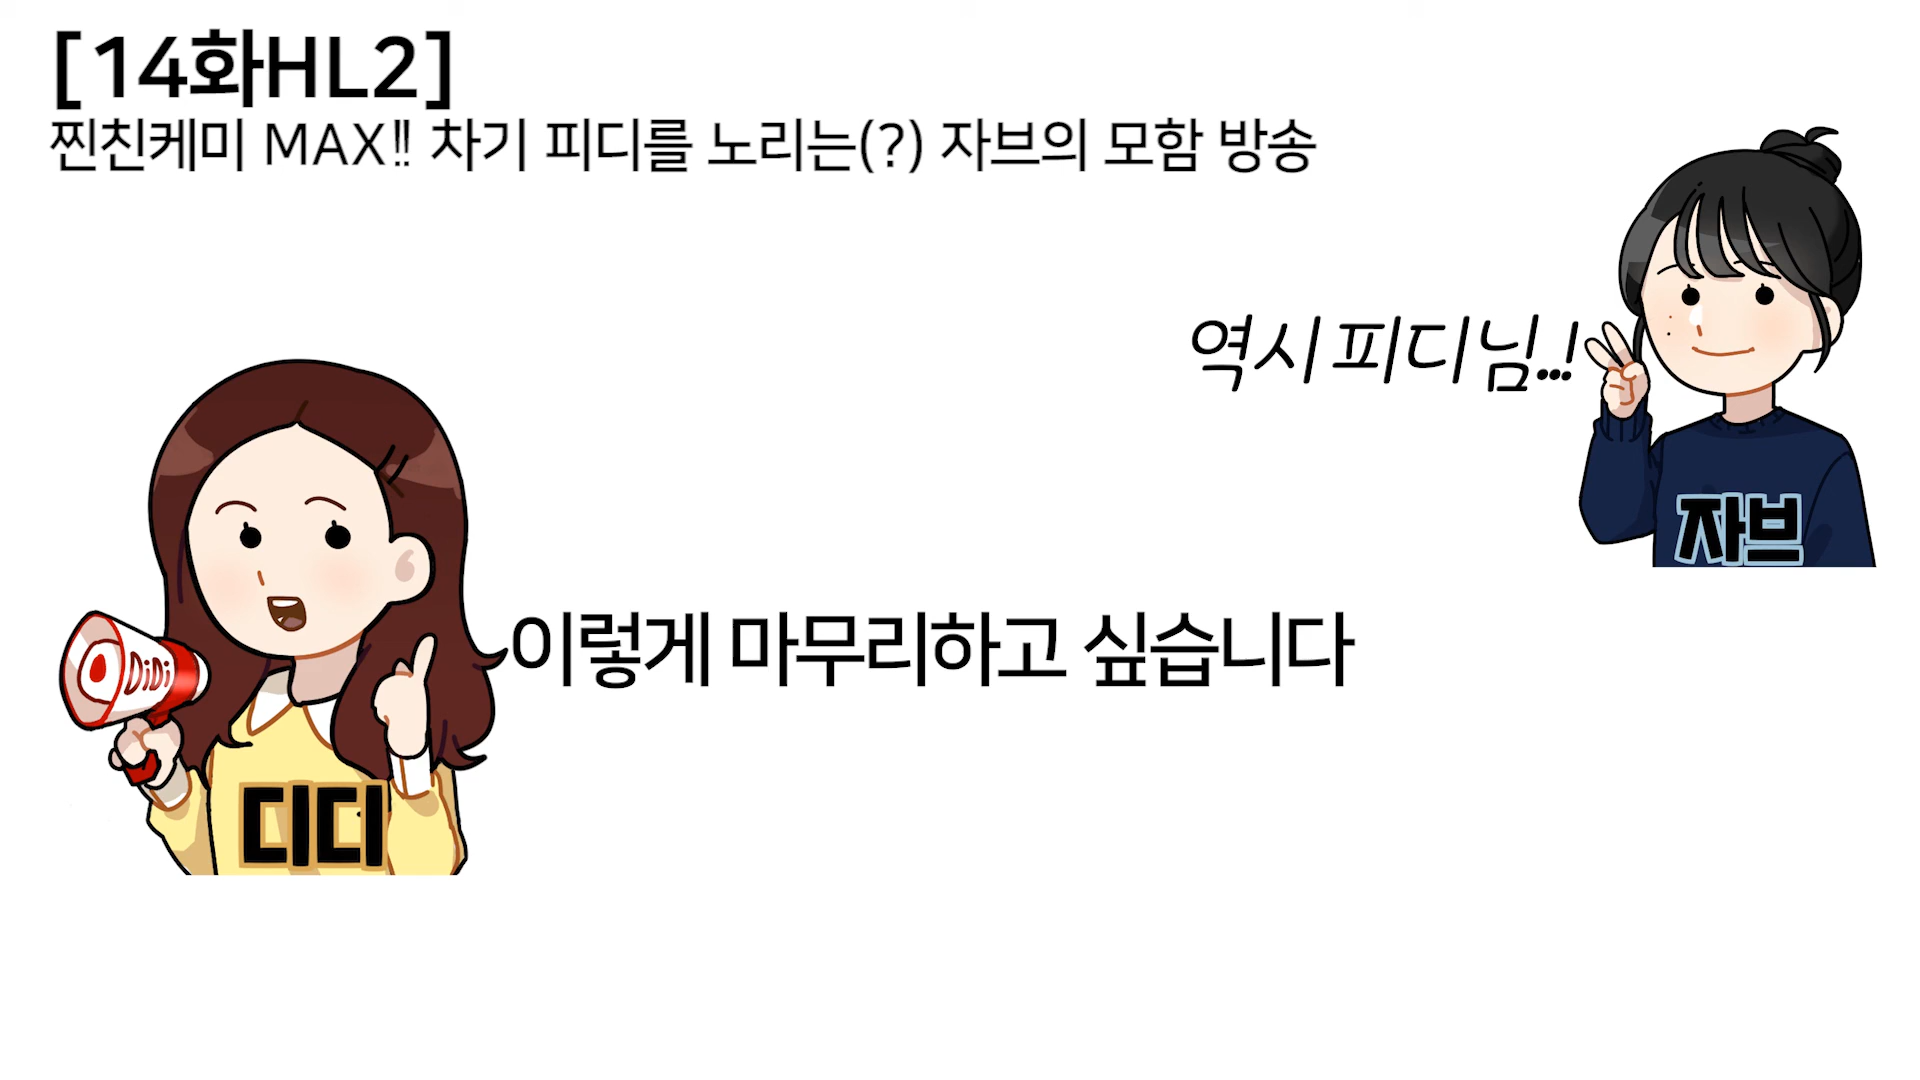 [14화HL2]
찐친케미 MAX!! 차기 피디를 노리는(?) 자브의 모함 방송
역시 피디님...!
자브
이렇게 마무리하고 싶습니다
DiDi
디디